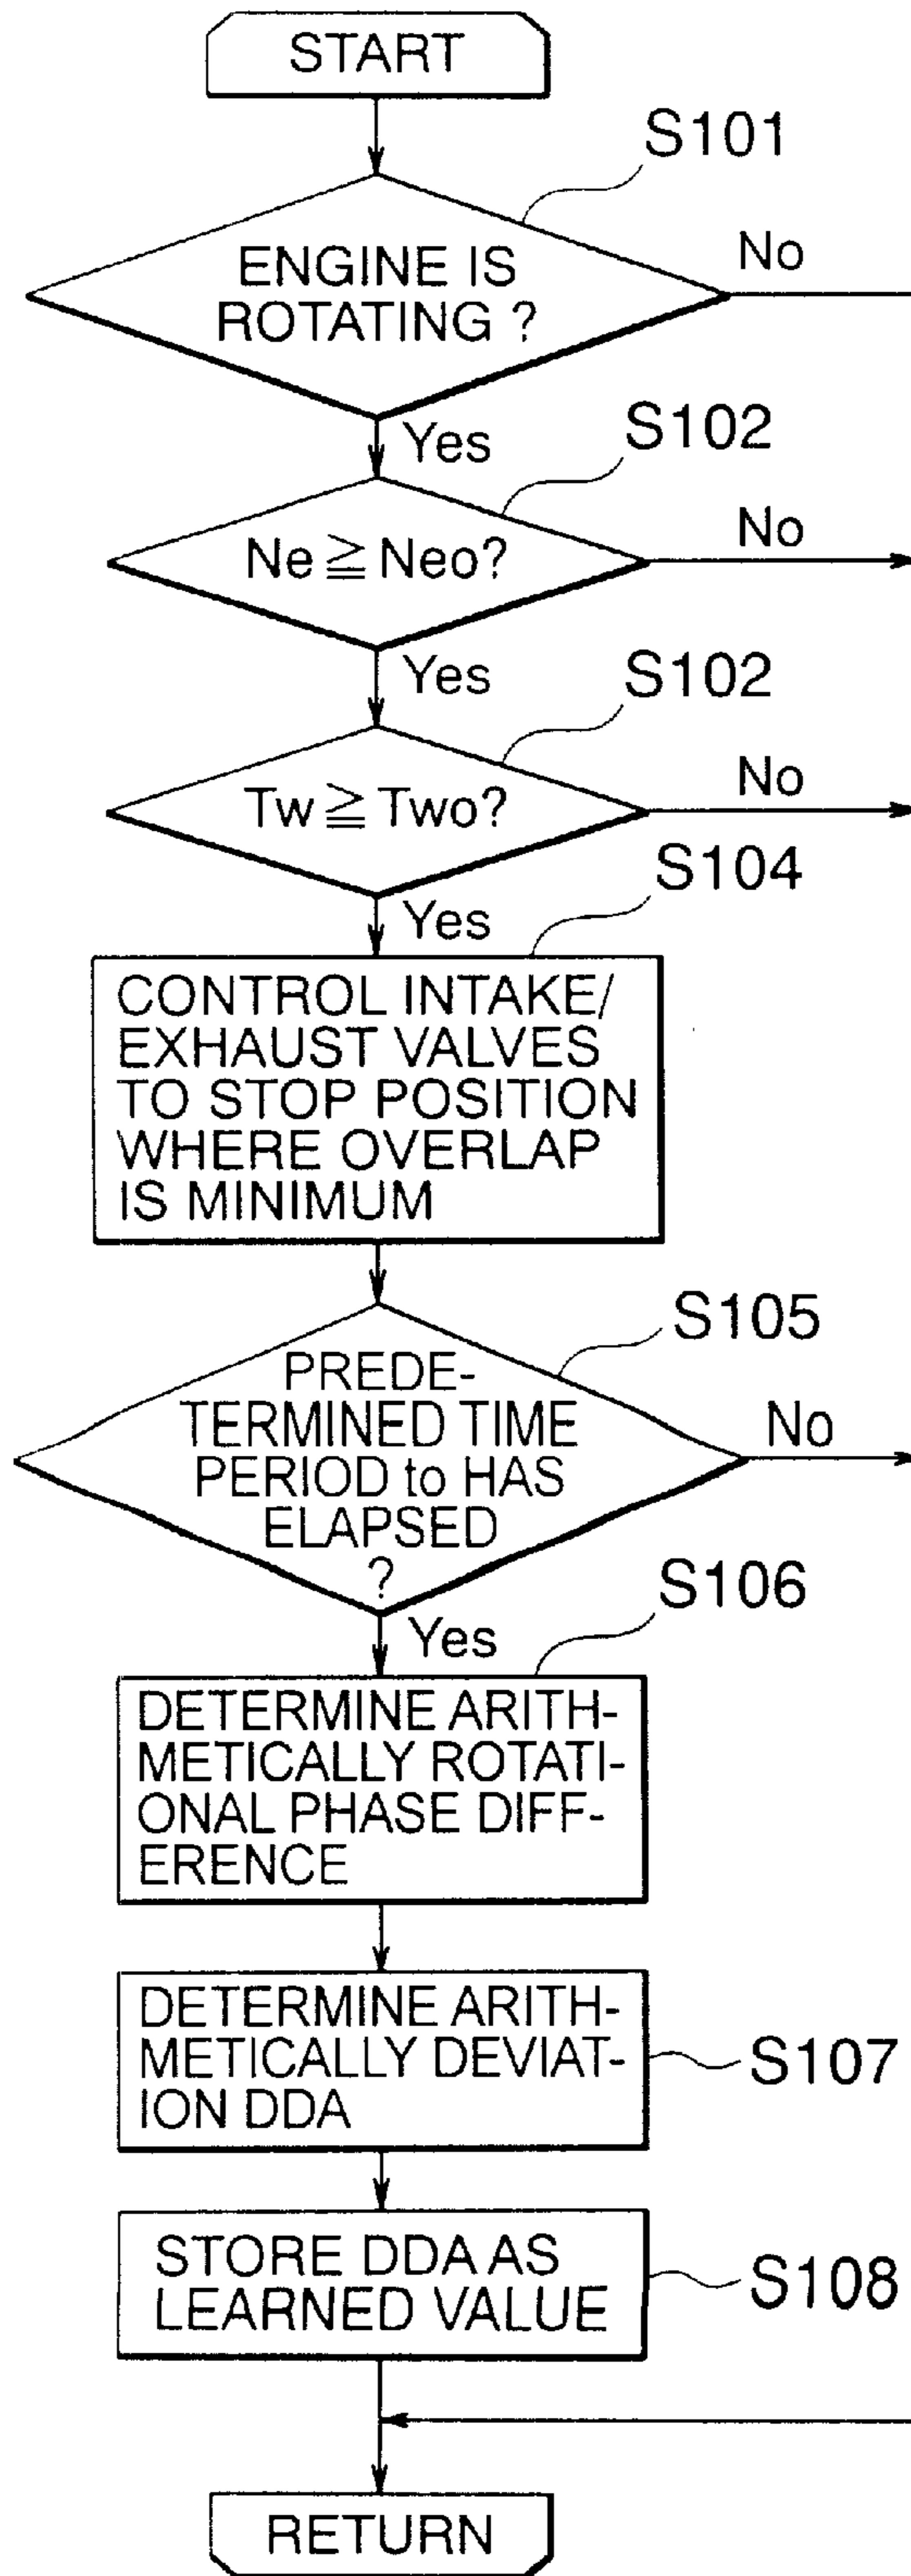 START
S101
ENGINE IS
ROTATING ?
No
Yes
S102
Ne ≧ Neo?
No
Yes
S102
Tw ≧ Two?
No
Yes
S104
CONTROL INTAKE/
EXHAUST VALVES
TO STOP POSITION
WHERE OVERLAP
IS MINIMUM
S105
PREDE-
TERMINED TIME
PERIOD to HAS
ELAPSED
?
No
Yes
S106
DETERMINE ARITH-
METICALLY ROTATI-
ONAL PHASE DIFF-
ERENCE
DETERMINE ARITH-
METICALLY DEVIAT-
ION DDA
S107
STORE DDA AS
LEARNED VALUE
S108
RETURN